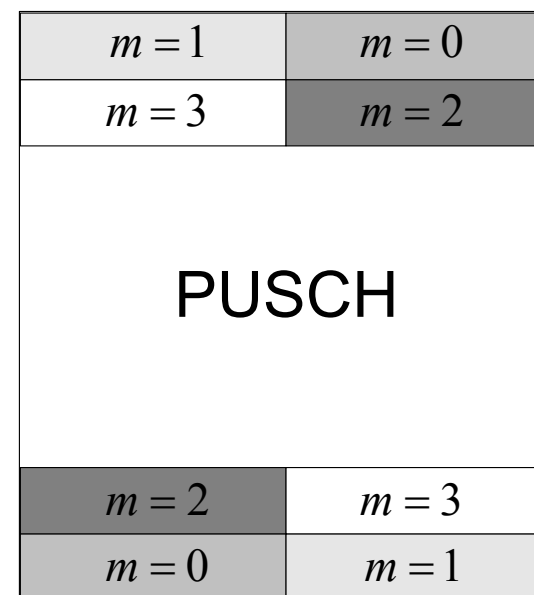 m = 1 m = 0
m = 3 m = 2
PUSCH
m = 2 m = 3
m = 0 m = 1